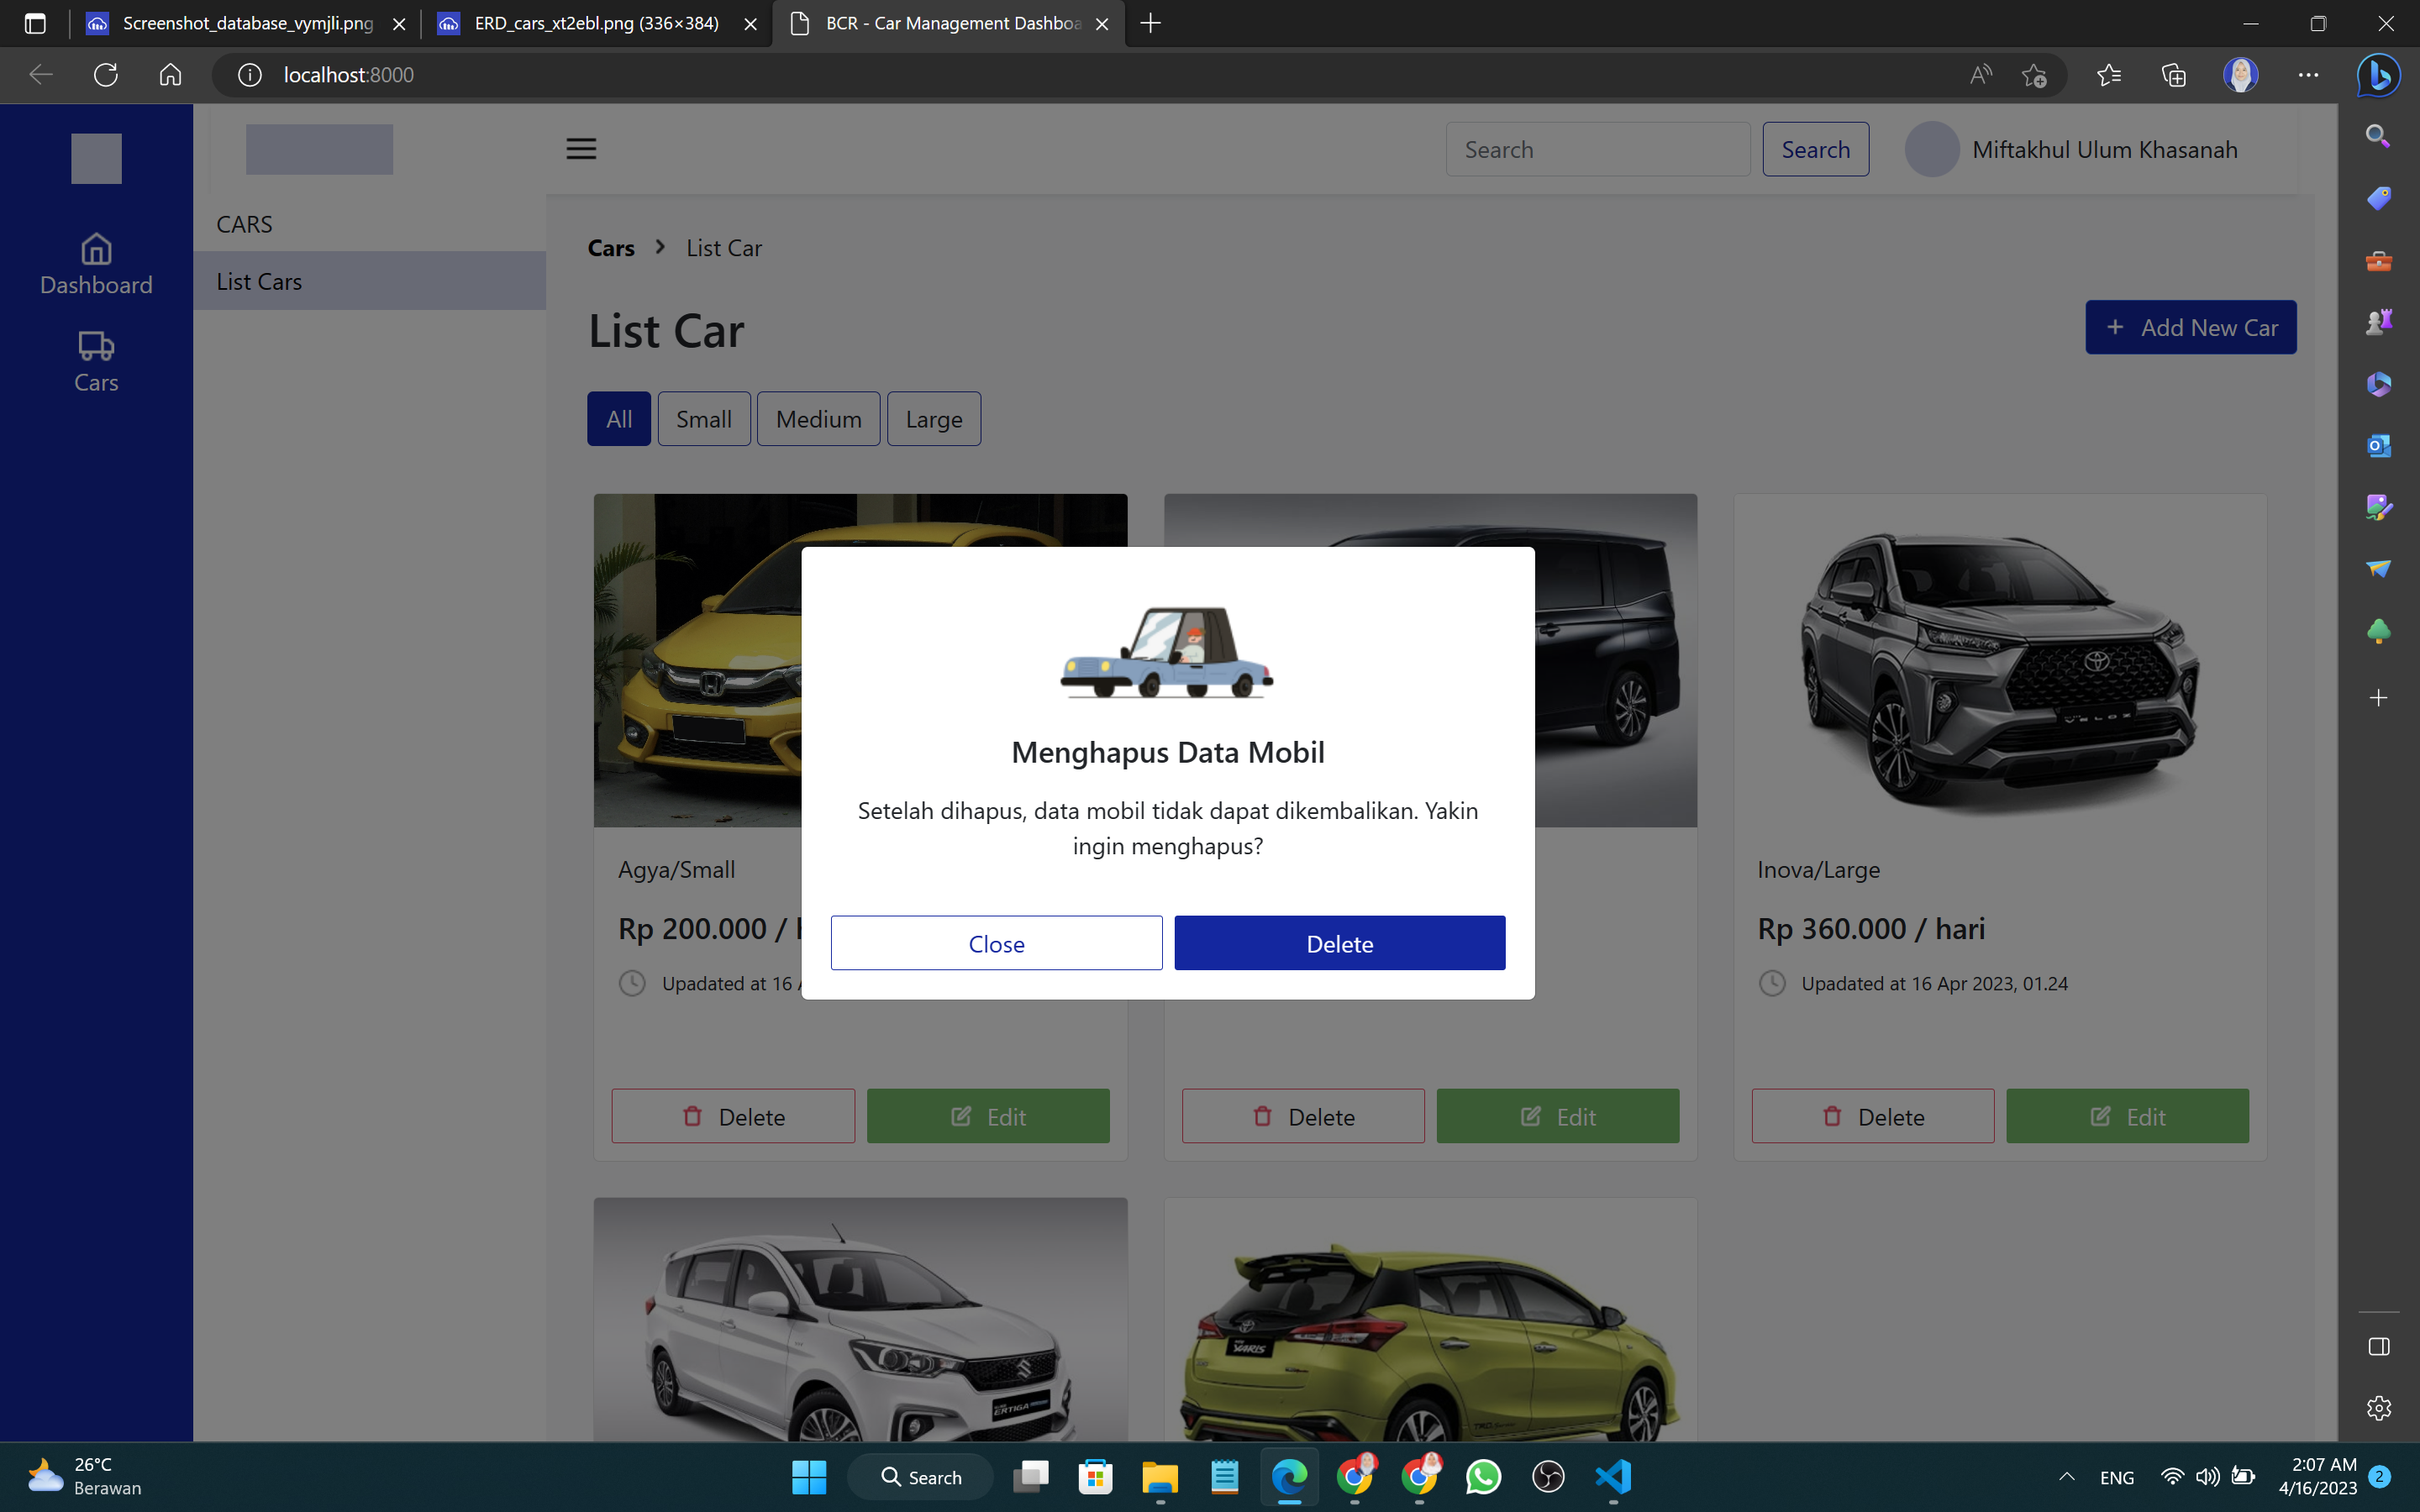 Screenshot_database_vymjli.png
ERD_cars_xt2ebl.png (336×384)
BCR - Car Management Dashboa
localhost:8000
Search
Search
Miftakhul Ulum Khasanah
Dashboard
Cars
CARS
List Cars
Cars > List Car
List Car
+ Add New Car
All
Small
Medium
Large
Menghapus Data Mobil
Setelah dihapus, data mobil tidak dapat dikembalikan. Yakin
ingin menghapus?
Close
Delete
Agya/Small
Rp 200.000 /
Upadated at 16
Delete
Edit
Delete
Edit
VELOZ
Inova/Large
Rp 360.000 / hari
Upadated at 16 Apr 2023, 01.24
Delete
Edit
ERTIGA
YARIS
26°C
Berawan
Search
ENG
2:07 AM
4/16/2023
2